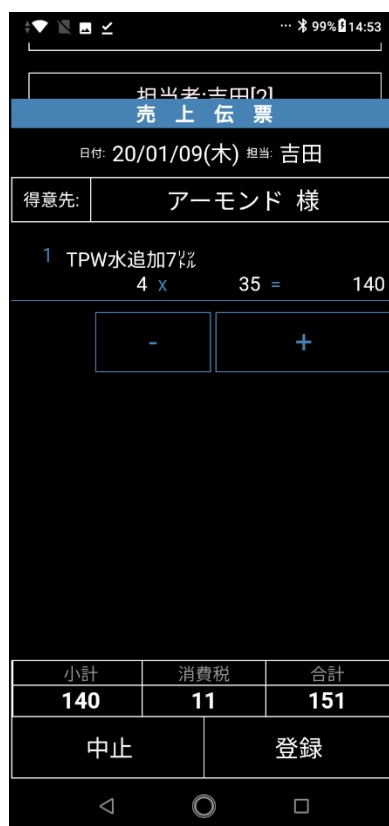 99% 14:53
担当者:吉田[2]
売 上 伝 票
日付: 20/01/09(木) 担当: 吉田
得意先: アーモンド 様
1 TPW水追加7㍑
4 x 35 = 140
- +
小計 消費税 合計
140 11 151
中止 登録